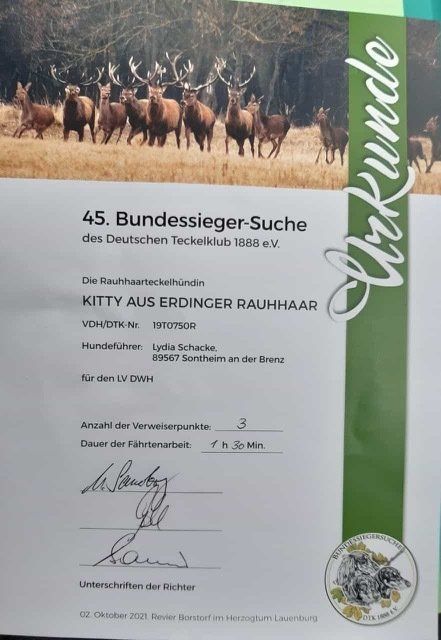 Urkunde
45. Bundessieger-Suche
des Deutschen Teckelklub 1888 e.V.
Die Rauhhaarteckelhündin
KITTY AUS ERDINGER RAUHHAAR
VDH/DTK-Nr. 19T0750R
Hundeführer: Lydia Schacke,
89567 Sontheim an der Brenz
für den LV DWH
Anzahl der Verweiserpunkte: 3
Dauer der Fährtenarbeit: 1 h 30 Min.
Unterschriften der Richter
BUNDESSIEGERSUCHE
DTK 1888 e.V.
02. Oktober 2021, Revier Borstorf im Herzogtum Lauenburg